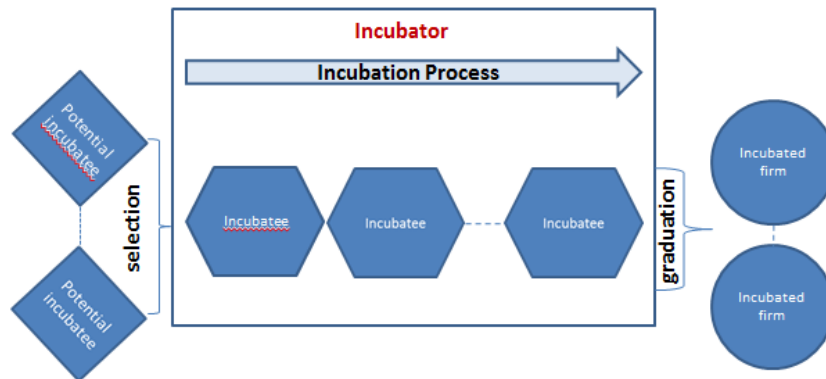 Incubator
Incubation Process
Potential
incubatee
Potential
incubatee
selection
Incubatee
Incubatee
Incubatee
graduation
Incubated
firm
Incubated
firm